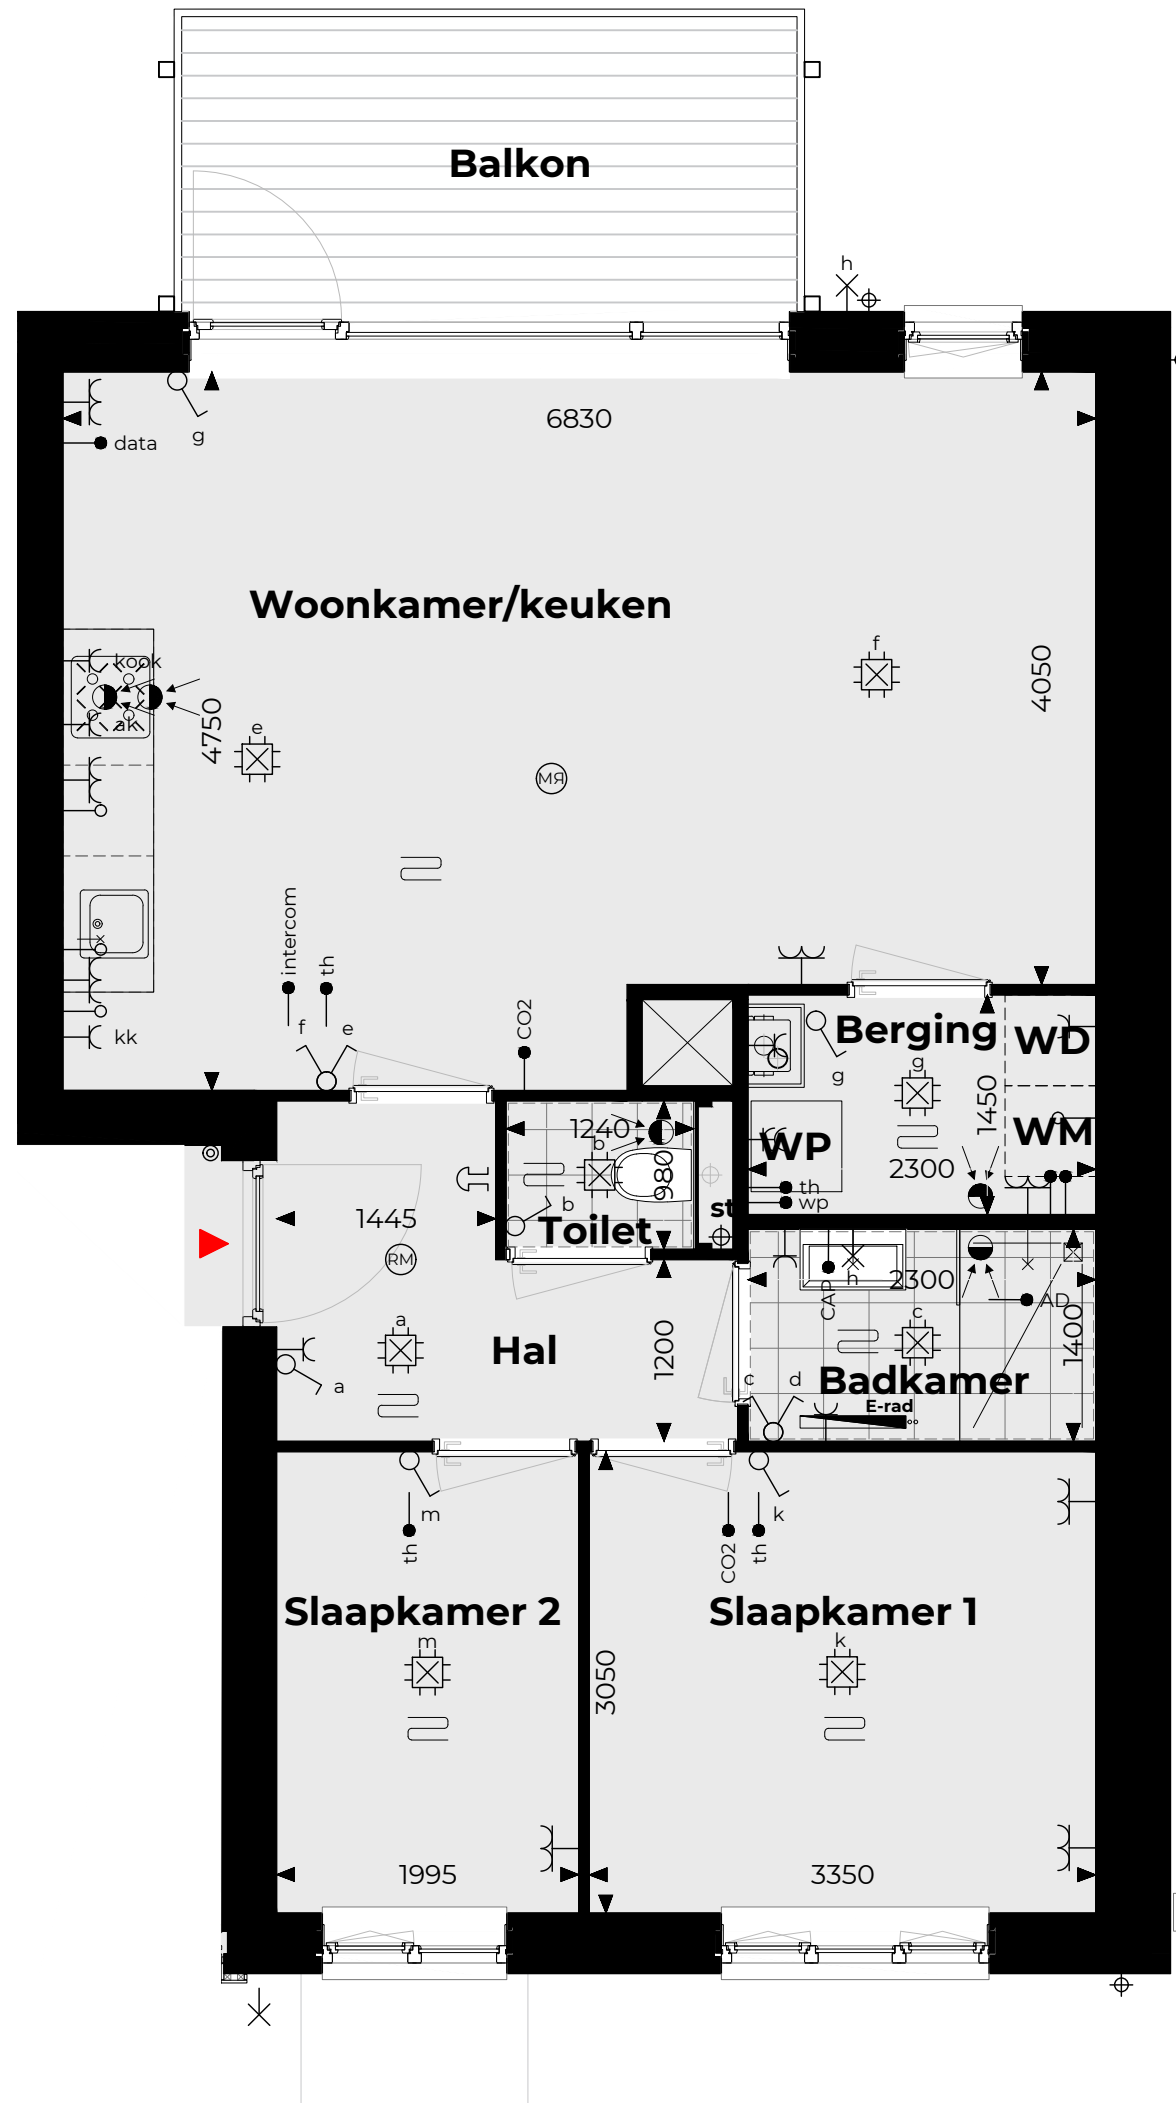 Balkon
h
6830
g
data
Woonkamer/keuken
f
kook
4050
ak
4750
e
RM
intercom
th
CO2
f
e
kk
Berging
WD
g
g
1450
WM
1240
b
WP
2300
980
th
wp
b
st
1445
Toilet
RM
h
2300
CAP
AD
a
c
1400
Hal
1200
a
c
d
Badkamer
E-rad
m
k
th
CO2
th
Slaapkamer 2
Slaapkamer 1
m
k
3050
1995
3350